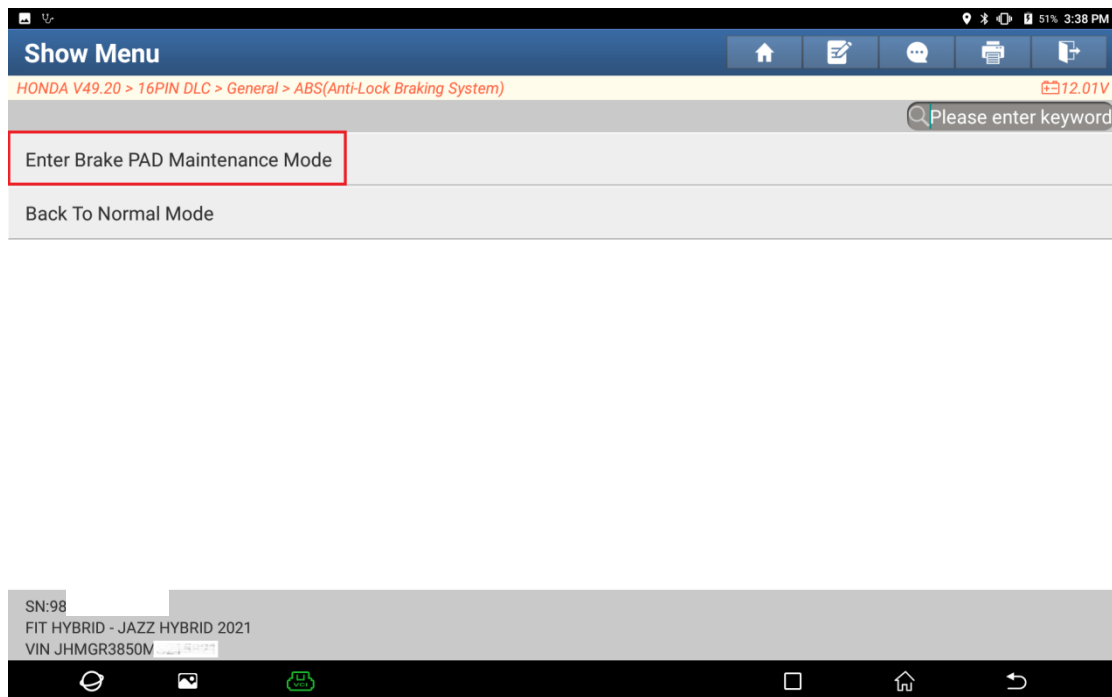 51% 3:38 PM
Show Menu
HONDA V49.20 > 16PIN DLC > General > ABS(Anti-Lock Braking System)
12.01V
Please enter keyword
Enter Brake PAD Maintenance Mode
Back To Normal Mode
SN:98
FIT HYBRID - JAZZ HYBRID 2021
VIN JHMGR3850M
VCI